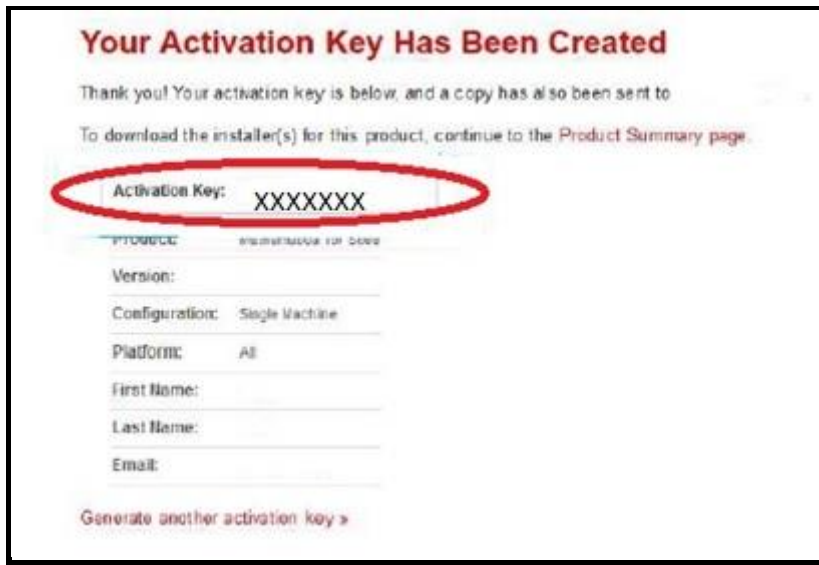 Your Activation Key Has Been Created
Thank you! Your activation key is below, and a copy has also been sent to
To download the installer(s) for this product, continue to the Product Summary page.
Activation Key: XXXXXXX
Product: for
Version:
Configuration: Single Machine
Platform: All
First Name:
Last Name:
Email:
Generate another activation key »